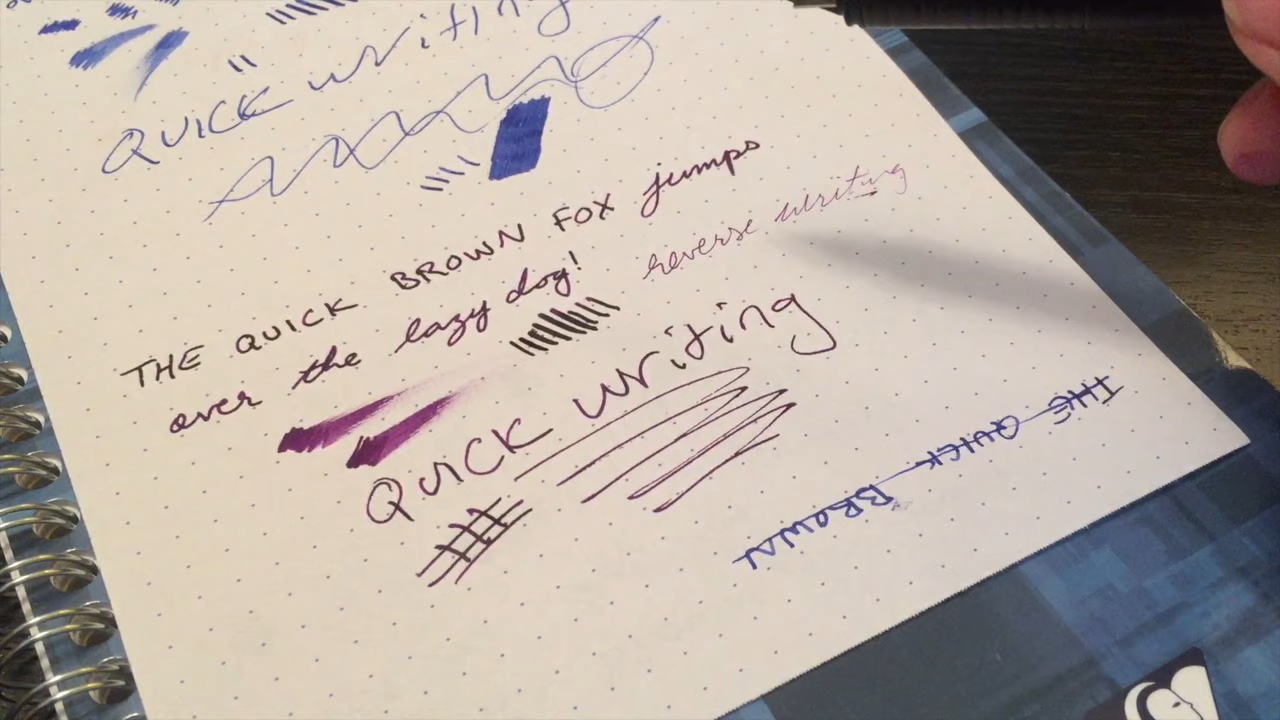 QUICK writing
THE QUICK BROWN FOX jumps
over the lazy dog!
reverse writing
QUICK writing
THE QUICK BROWN